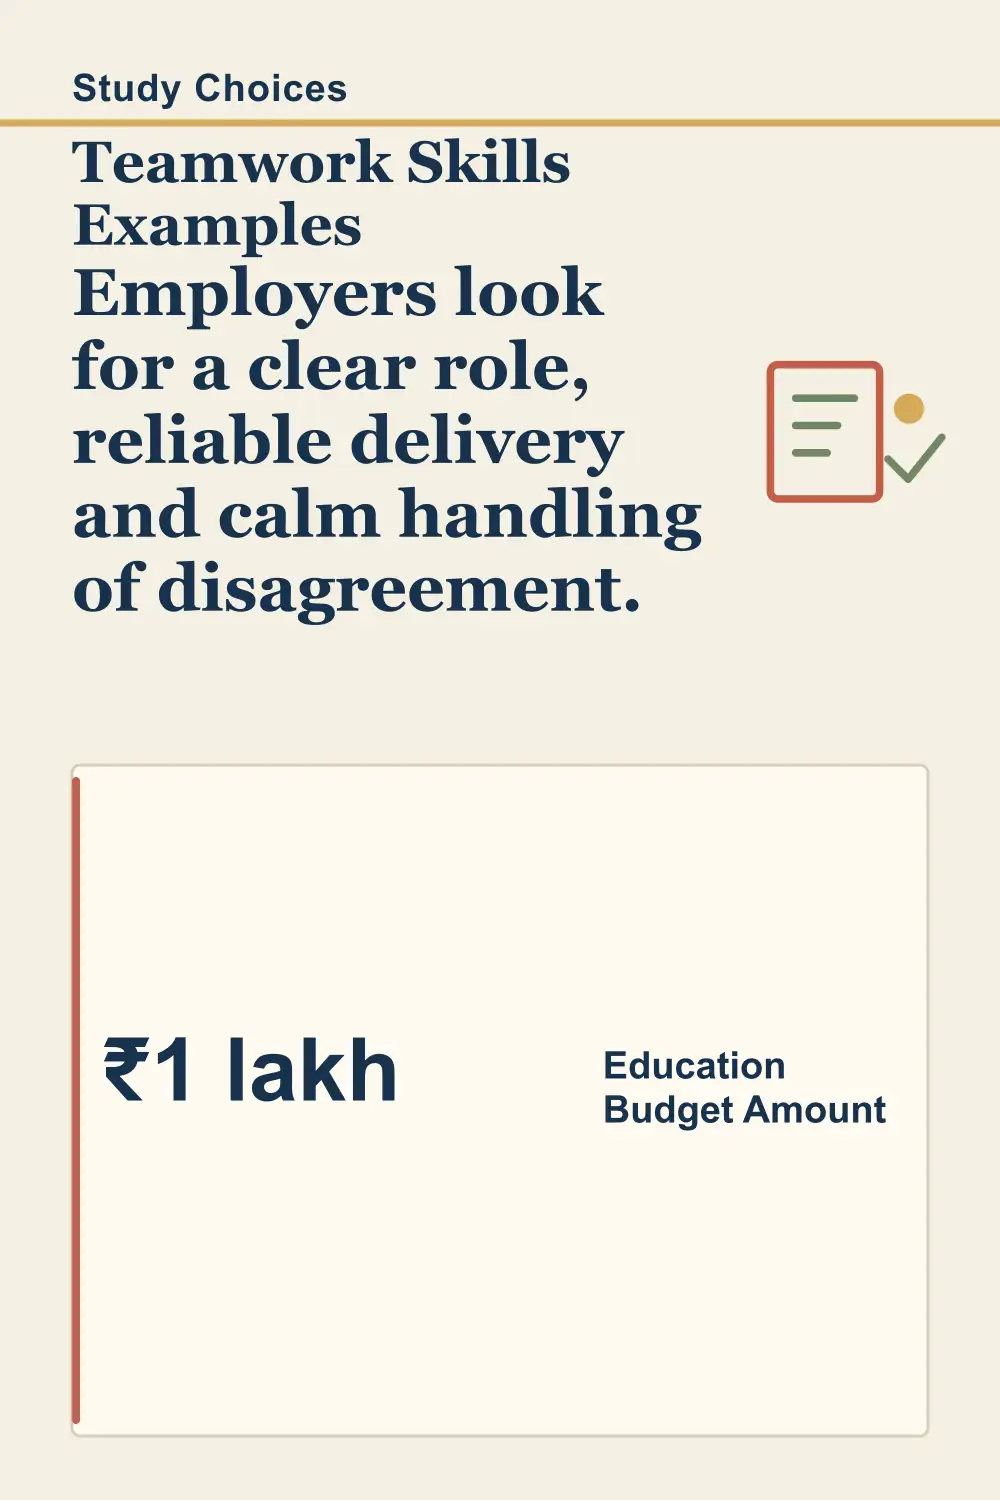 Study Choices
Teamwork Skills
Examples
Employers look
for a clear role,
reliable delivery
and calm handling
of disagreement.
₹1 lakh
Education
Budget Amount